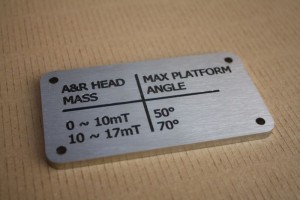 A&R HEAD MASS
MAX PLATFORM ANGLE
0 ~ 10mT 50°
10 ~ 17mT 70°